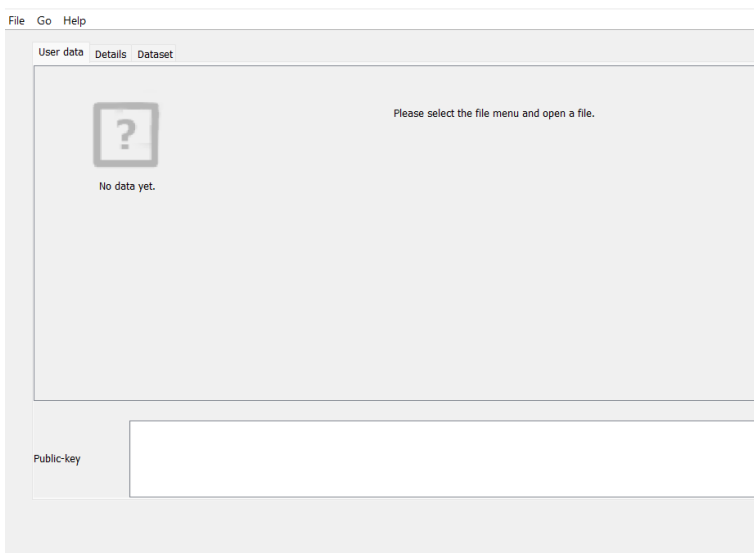 File Go Help
User data Details Dataset
?
Please select the file menu and open a file.
No data yet.
Public-key